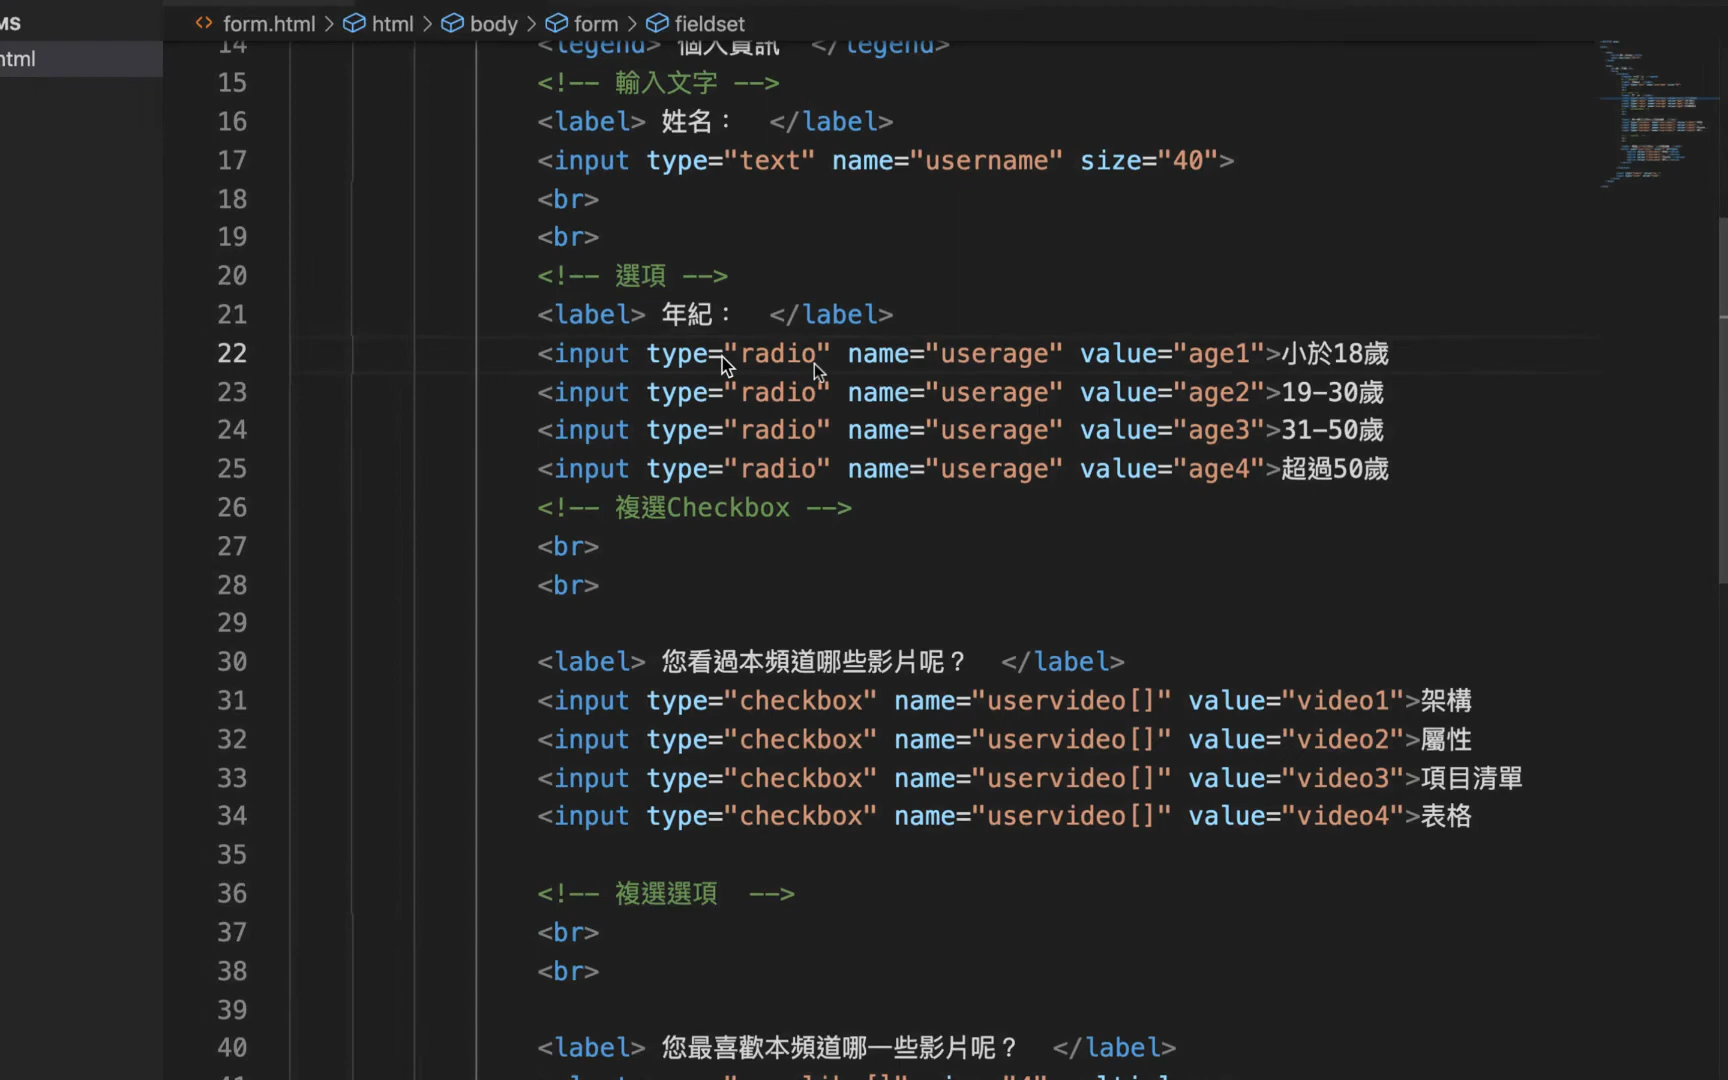 MS
form.html > html > body > form > fieldset
html
14 <legend> 個人資訊 </legend>
15 <!-- 輸入文字 -->
16 <label> 姓名： </label>
17 <input type="text" name="username" size="40">
18 <br>
19 <br>
20 <!-- 選項 -->
21 <label> 年紀： </label>
22 <input type="radio" name="userage" value="age1">小於18歲
23 <input type="radio" name="userage" value="age2">19-30歲
24 <input type="radio" name="userage" value="age3">31-50歲
25 <input type="radio" name="userage" value="age4">超過50歲
26 <!-- 複選Checkbox -->
27 <br>
28 <br>
29
30 <label> 您看過本頻道哪些影片呢？ </label>
31 <input type="checkbox" name="uservideo[]" value="video1">架構
32 <input type="checkbox" name="uservideo[]" value="video2">屬性
33 <input type="checkbox" name="uservideo[]" value="video3">項目清單
34 <input type="checkbox" name="uservideo[]" value="video4">表格
35
36 <!-- 複選選項 -->
37 <br>
38 <br>
39
40 <label> 您最喜歡本頻道哪一些影片呢？ </label>